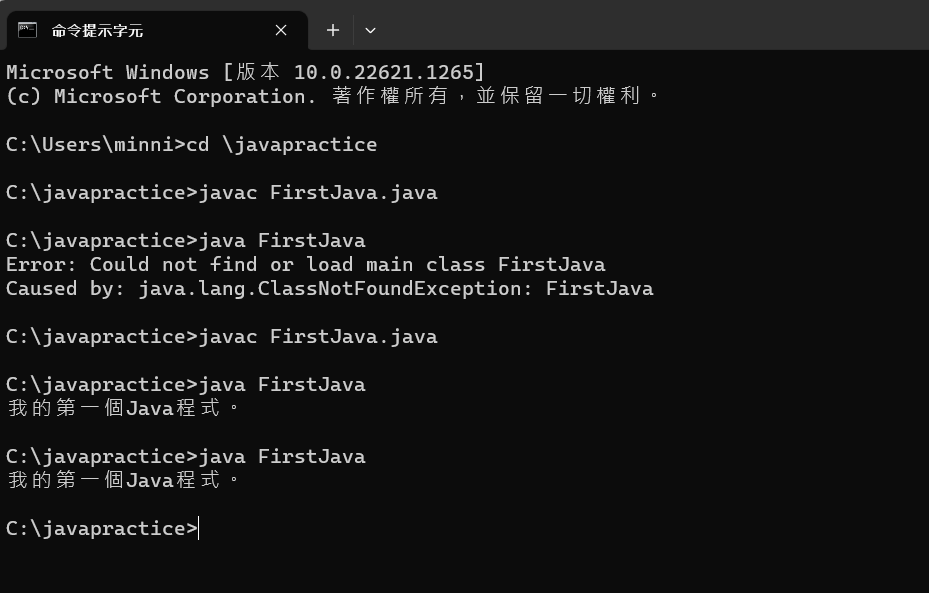 命令提示字元
Microsoft Windows [版本 10.0.22621.1265]
(c) Microsoft Corporation. 著作權所有，並保留一切權利。
C:\Users\minni>cd \javapractice
C:\javapractice>javac FirstJava.java
C:\javapractice>java FirstJava
Error: Could not find or load main class FirstJava
Caused by: java.lang.ClassNotFoundException: FirstJava
C:\javapractice>javac FirstJava.java
C:\javapractice>java FirstJava
我的第一個Java程式。
C:\javapractice>java FirstJava
我的第一個Java程式。
C:\javapractice>